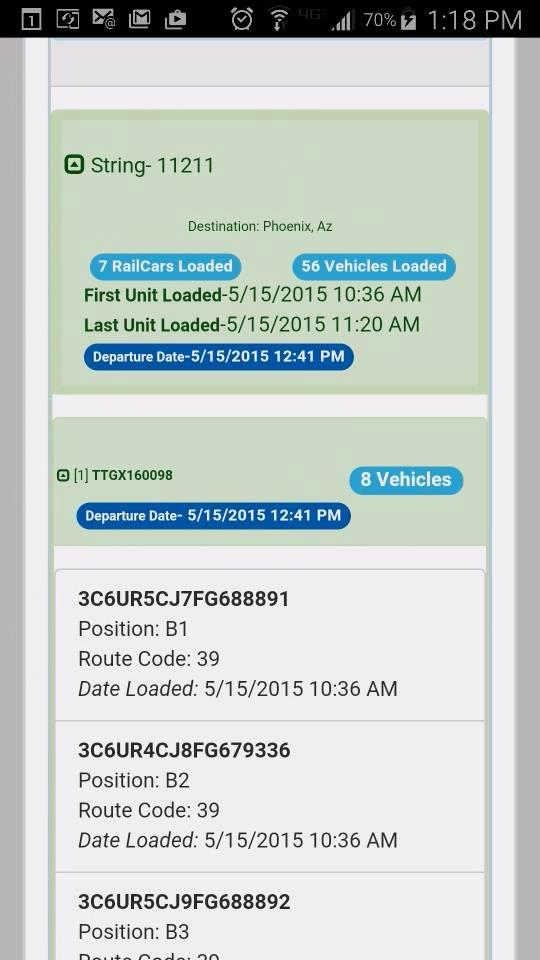 1 4G 70% 1:18 PM
String- 11211
Destination: Phoenix, Az
7 RailCars Loaded 56 Vehicles Loaded
First Unit Loaded-5/15/2015 10:36 AM
Last Unit Loaded-5/15/2015 11:20 AM
Departure Date-5/15/2015 12:41 PM
[1] TTGX160098 8 Vehicles
Departure Date- 5/15/2015 12:41 PM
3C6UR5CJ7FG688891
Position: B1
Route Code: 39
Date Loaded: 5/15/2015 10:36 AM
3C6UR4CJ8FG679336
Position: B2
Route Code: 39
Date Loaded: 5/15/2015 10:36 AM
3C6UR5CJ9FG688892
Position: B3
Route Code: 39